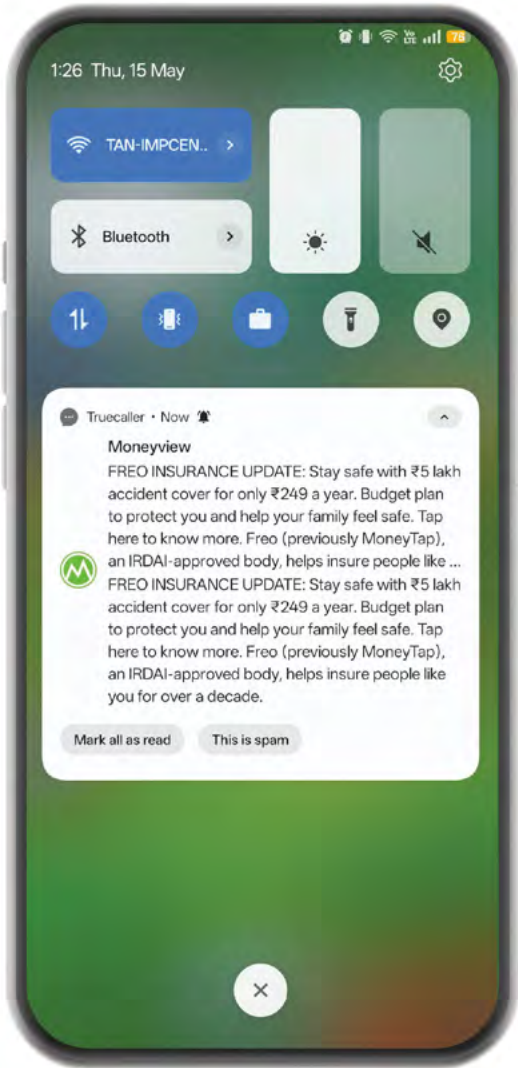 Vo
LTE
78
1:26 Thu, 15 May
TAN-IMPCEN..
Bluetooth
Truecaller • Now
Moneyview
FREO INSURANCE UPDATE: Stay safe with ₹5 lakh
accident cover for only ₹249 a year. Budget plan
to protect you and help your family feel safe. Tap
here to know more. Freo (previously MoneyTap),
an IRDAI-approved body, helps insure people like ...
FREO INSURANCE UPDATE: Stay safe with ₹5 lakh
accident cover for only ₹249 a year. Budget plan
to protect you and help your family feel safe. Tap
here to know more. Freo (previously MoneyTap),
an IRDAI-approved body, helps insure people like
you for over a decade.
Mark all as read
This is spam